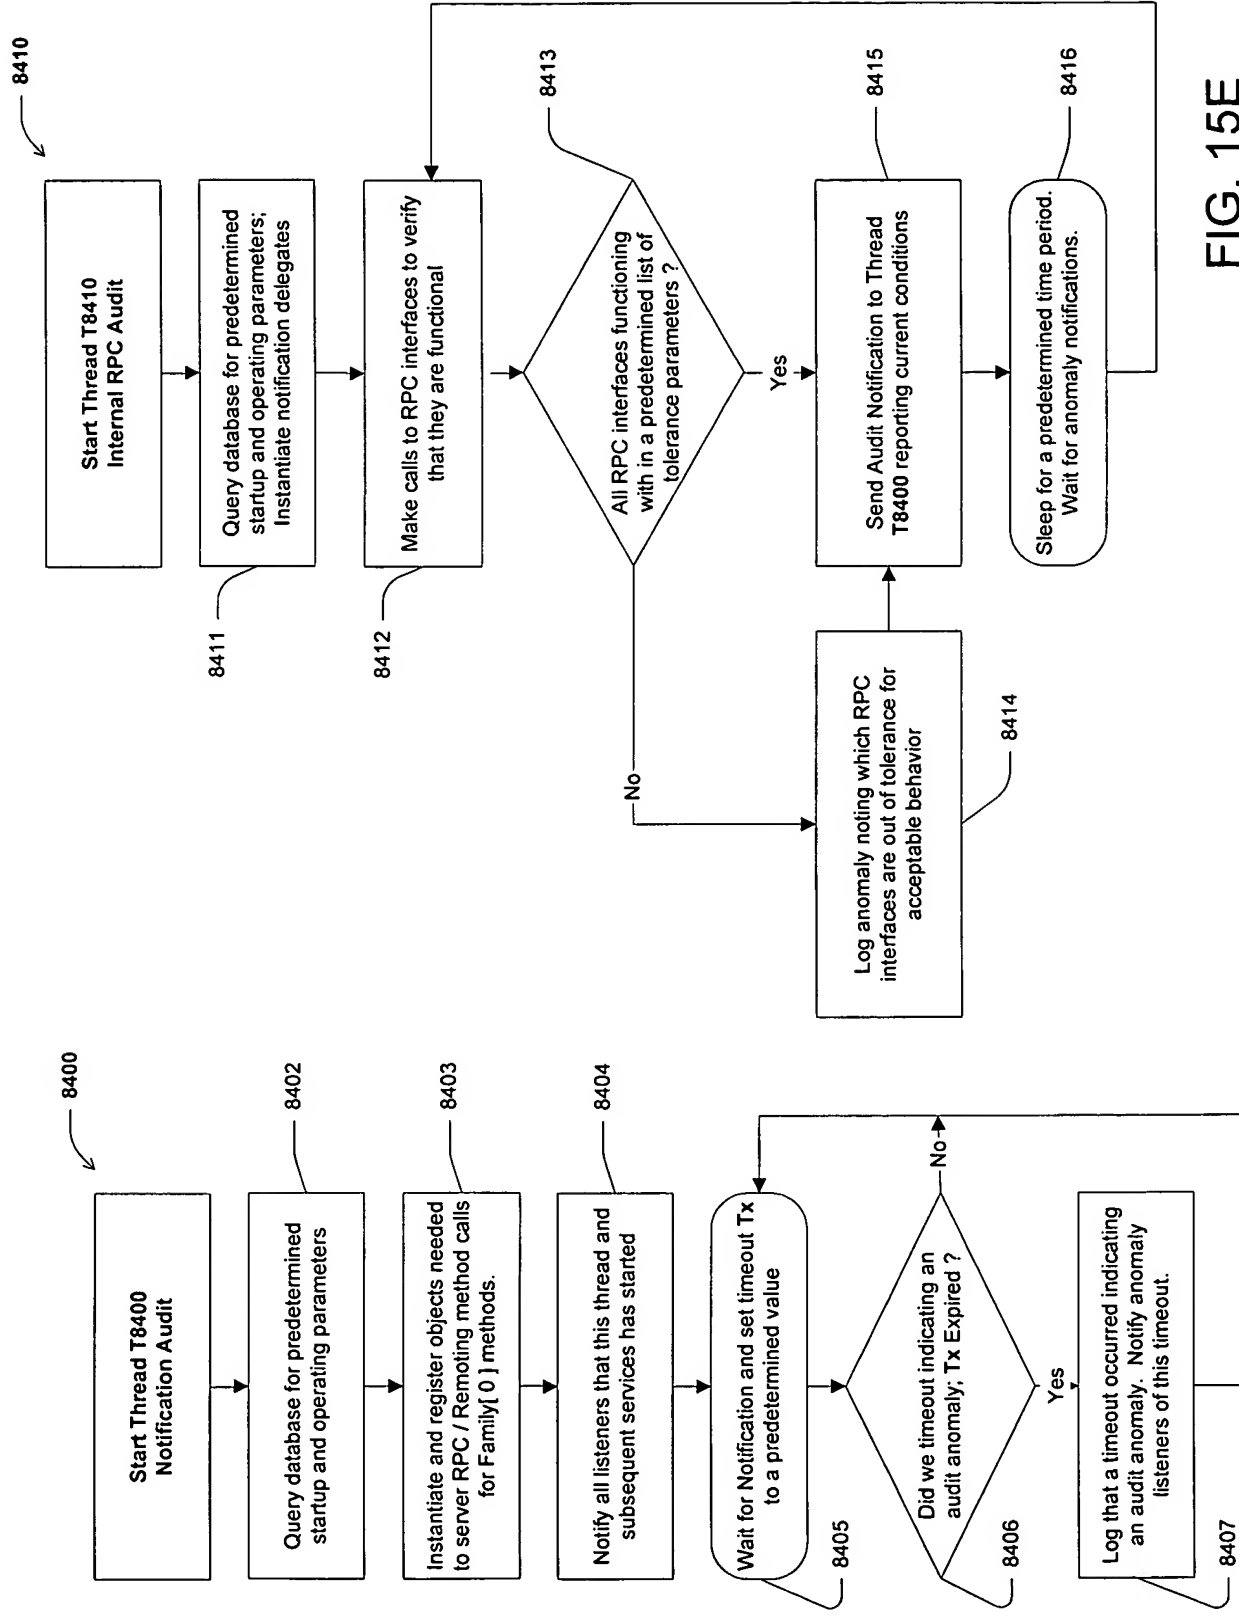 8400
Start Thread T8400
Notification Audit
Query database for predetermined
startup and operating parameters
8402
Instantiate and register objects needed
to server RPC / Remoting method calls
for Family[ 0 ] methods.
8403
Notify all listeners that this thread and
subsequent services has started
8404
Wait for Notification and set timeout Tx
to a predetermined value
8405
Did we timeout indicating an
audit anomaly; Tx Expired ?
8406
No
Yes
Log that a timeout occurred indicating
an audit anomaly. Notify anomaly
listeners of this timeout.
8407
8410
Start Thread T8410
Internal RPC Audit
Query database for predetermined
startup and operating parameters;
Instantiate notification delegates
8411
Make calls to RPC interfaces to verify
that they are functional
8412
All RPC interfaces functioning
with in a predetermined list of
tolerance parameters ?
8413
No
Yes
Log anomaly noting which RPC
interfaces are out of tolerance for
acceptable behavior
8414
Send Audit Notification to Thread
T8400 reporting current conditions
8415
Sleep for a predetermined time period.
Wait for anomaly notifications.
8416
FIG. 15E